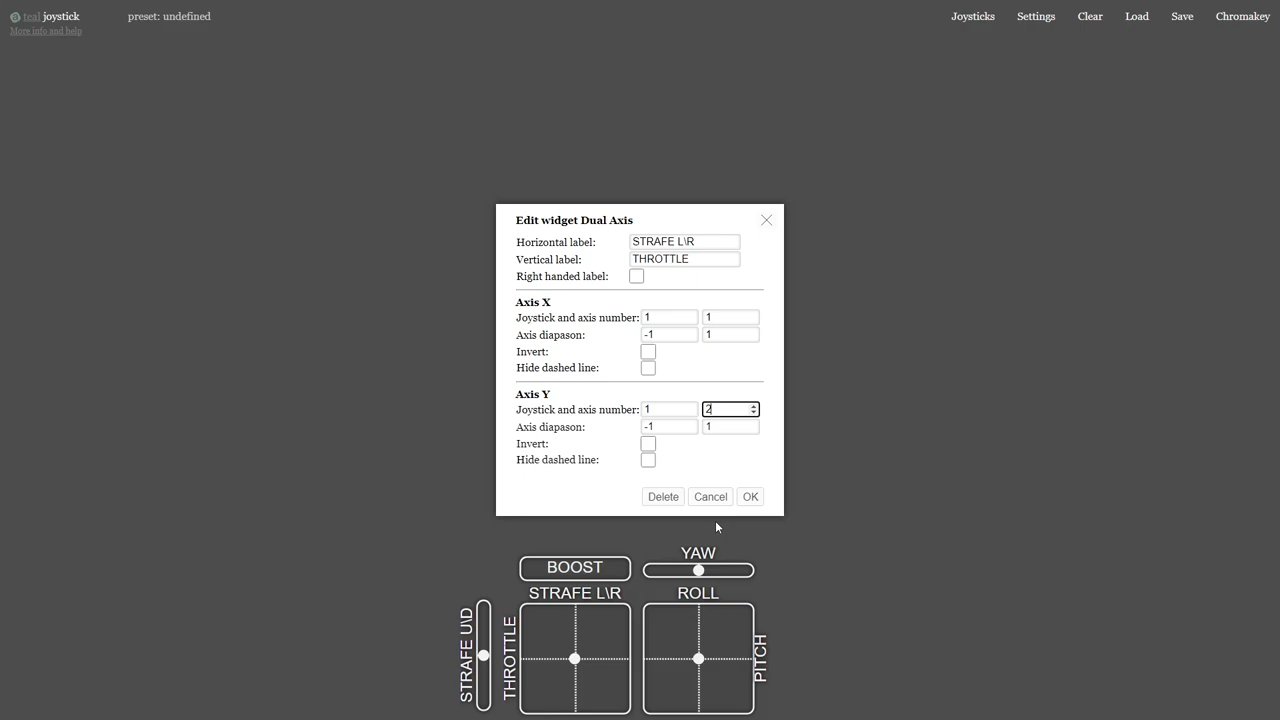 teal joystick
preset: undefined
Joysticks
Settings
Clear
Load
Save
Chromakey
More info and help
Edit widget Dual Axis
Horizontal label: STRAFE L\R
Vertical label: THROTTLE
Right handed label:
Axis X
Joystick and axis number: 1 1
Axis diapason: -1 1
Invert:
Hide dashed line:
Axis Y
Joystick and axis number: 1 2
Axis diapason: -1 1
Invert:
Hide dashed line:
Delete
Cancel
OK
YAW
BOOST
STRAFE L\R
ROLL
STRAFE U\D
THROTTLE
PITCH